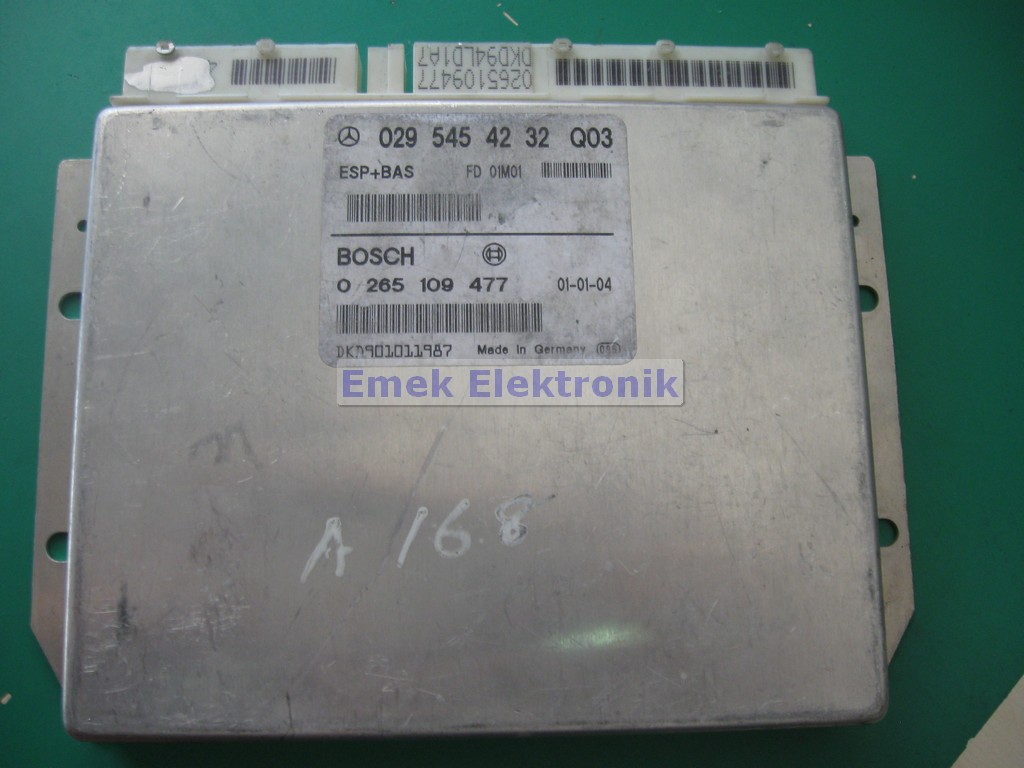 0265109477
DKD94LD1A7
029 545 42 32 Q03
ESP+BAS FD 01M01
BOSCH
0 265 109 477 01-01-04
DKD901011987 Made in Germany
Emek Elektronik
A 168